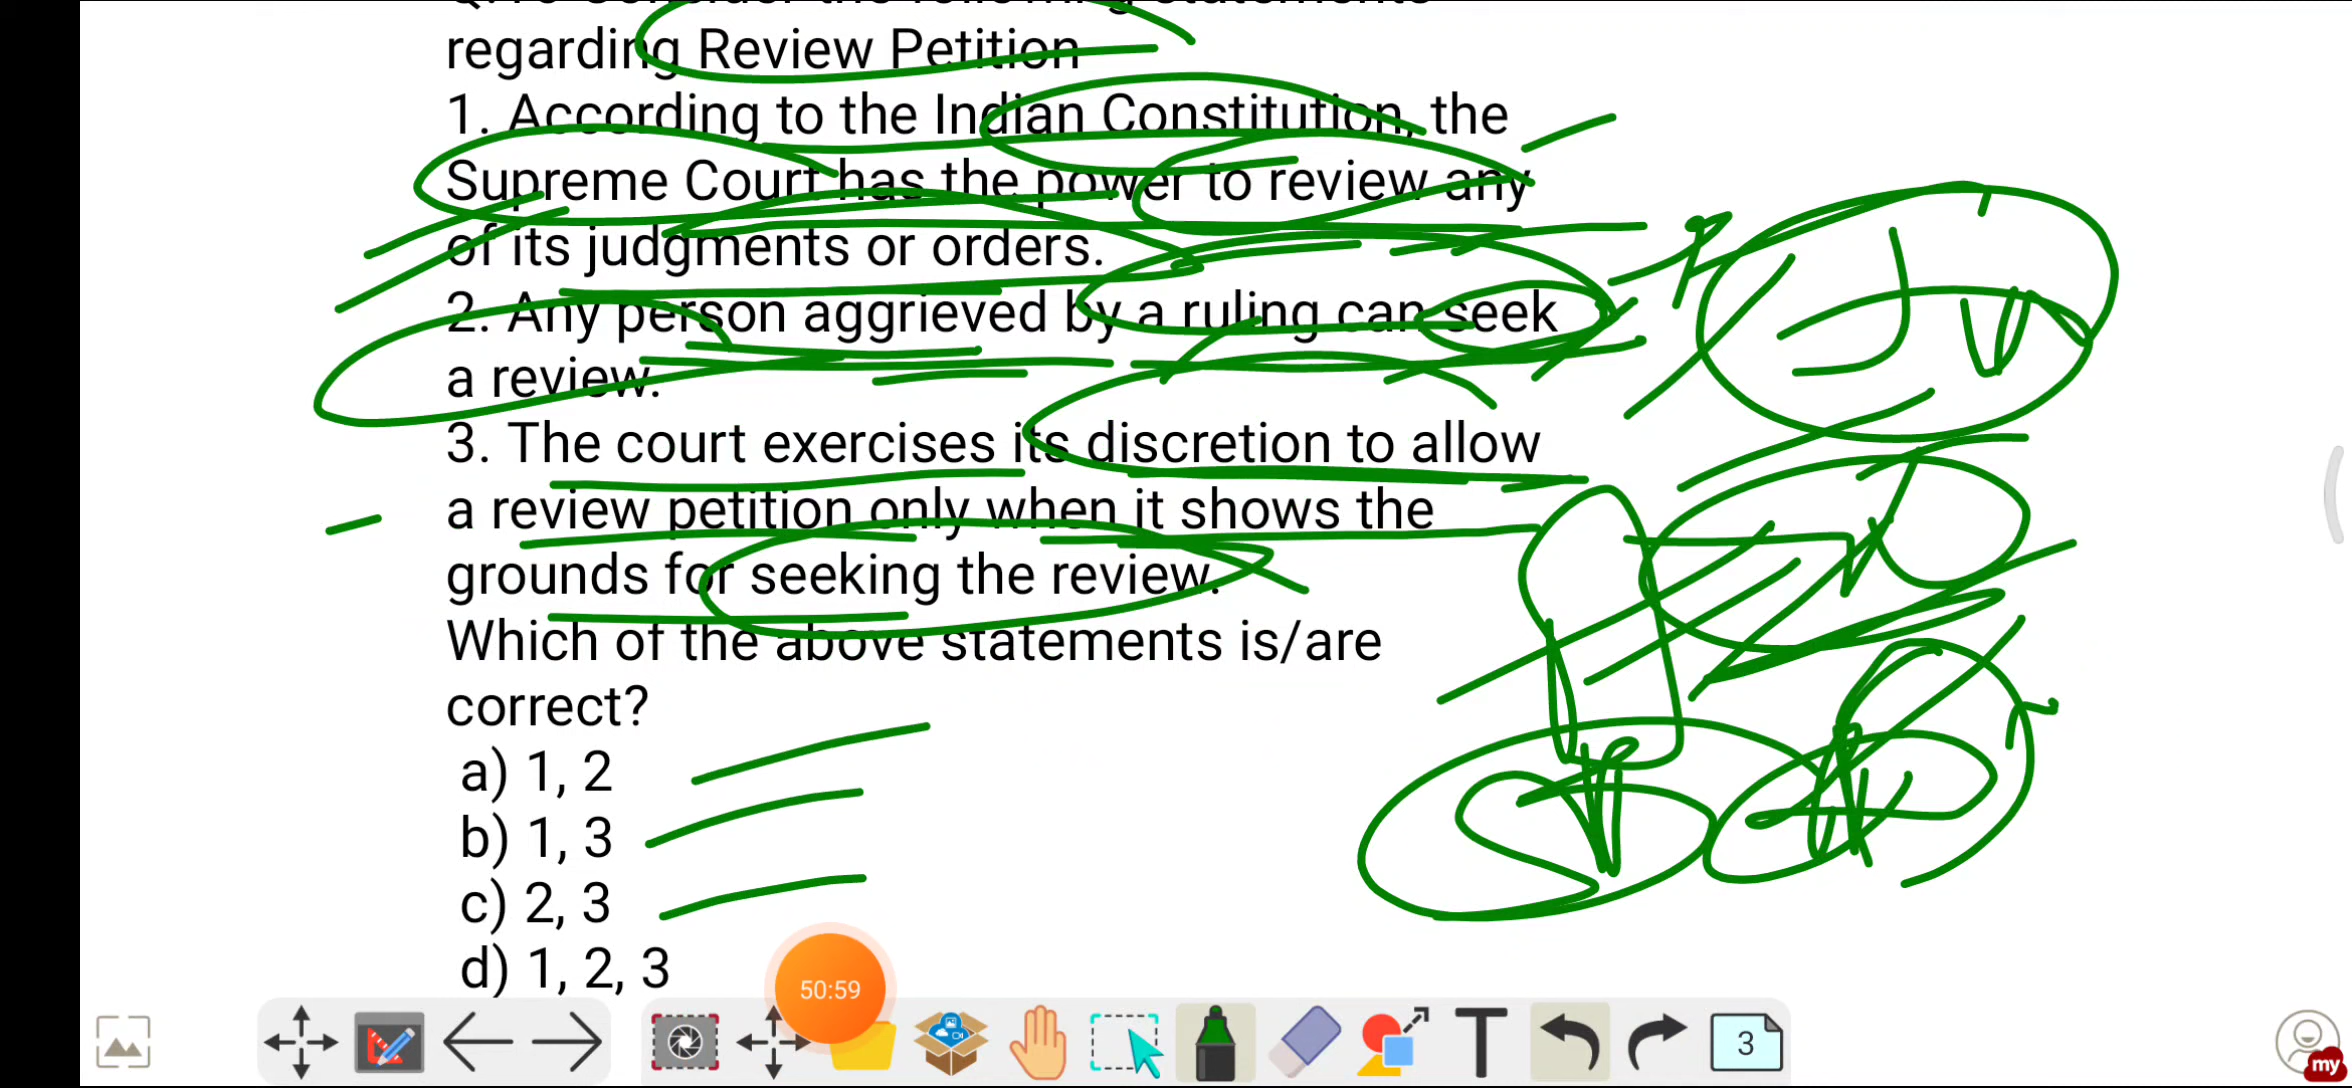 regarding Review Petition
1. According to the Indian Constitution, the
Supreme Court has the power to review any
of its judgments or orders.
2. Any person aggrieved by a ruling can seek
a review.
3. The court exercises its discretion to allow
a review petition only when it shows the
grounds for seeking the review.
Which of the above statements is/are
correct?
a) 1, 2
b) 1, 3
c) 2, 3
d) 1, 2, 3
50:59
T
3
my